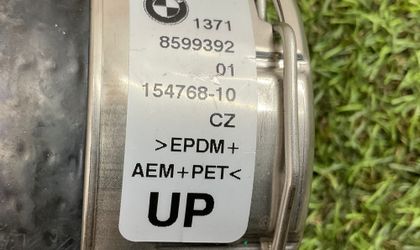 1371
8599392
01
154768-10
CZ
>EPDM+
AEM+PET<
UP